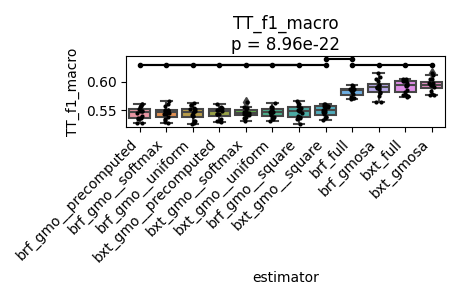 TT_f1_macro
p = 8.96e-22
TT_f1_macro
0.60
0.55
brf_gmo__precomputed
brf_gmo__softmax
brf_gmo__uniform
bxt_gmo__precomputed
bxt_gmo__softmax
bxt_gmo__uniform
brf_gmo__square
bxt_gmo__square
brf_full
brf_gmosa
bxt_full
bxt_gmosa
estimator